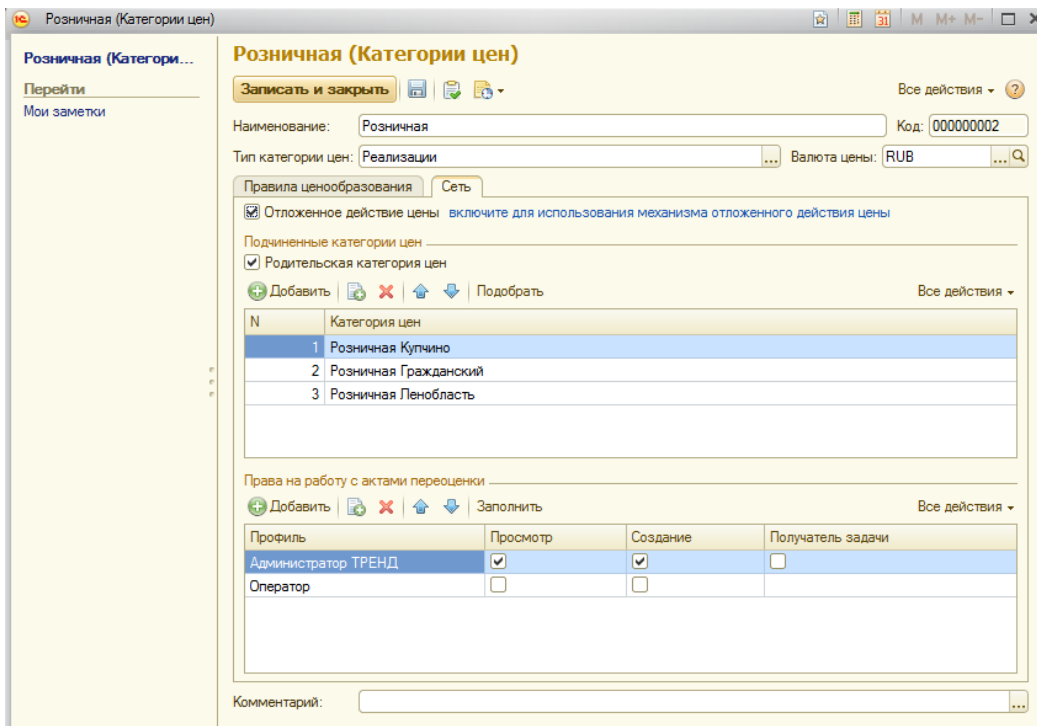 Розничная (Категории цен)
31 M M+ M-
Розничная (Категори...
Перейти
Мои заметки
Розничная (Категории цен)
Записать и закрыть
Все действия
Наименование: Розничная Код: 000000002
Тип категории цен: Реализации ... Валюта цены: RUB ...
Правила ценообразования Сеть
Отложенное действие цены включите для использования механизма отложенного действия цены
Подчиненные категории цен
Родительская категория цен
Добавить Подобрать Все действия
N Категория цен
1 Розничная Купчино
2 Розничная Гражданский
3 Розничная Ленобласть
Права на работу с актами переоценки
Добавить Заполнить Все действия
Профиль Просмотр Создание Получатель задачи
Администратор ТРЕНД
Оператор
Комментарий: ...